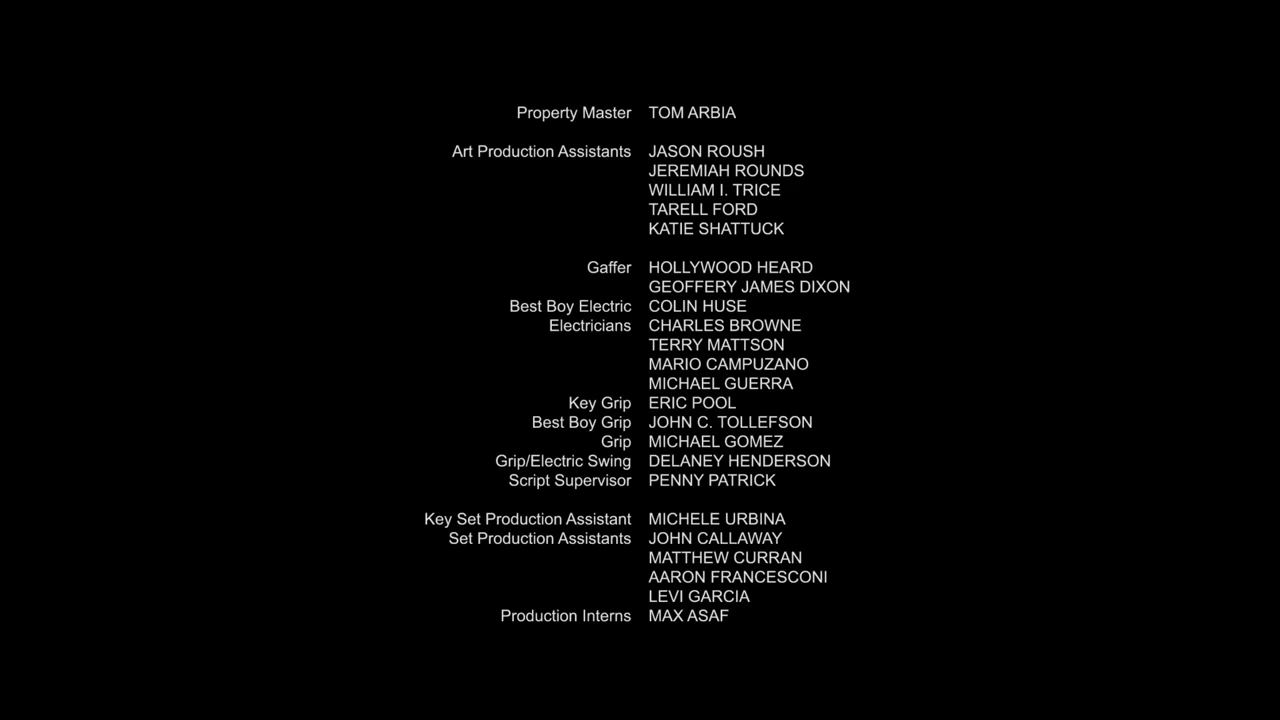 Property Master TOM ARBIA
Art Production Assistants JASON ROUSH
JEREMIAH ROUNDS
WILLIAM I. TRICE
TARELL FORD
KATIE SHATTUCK
Gaffer HOLLYWOOD HEARD
GEOFFERY JAMES DIXON
Best Boy Electric COLIN HUSE
Electricians CHARLES BROWNE
TERRY MATTSON
MARIO CAMPUZANO
MICHAEL GUERRA
Key Grip ERIC POOL
Best Boy Grip JOHN C. TOLLEFSON
Grip MICHAEL GOMEZ
Grip/Electric Swing DELANEY HENDERSON
Script Supervisor PENNY PATRICK
Key Set Production Assistant MICHELE URBINA
Set Production Assistants JOHN CALLAWAY
MATTHEW CURRAN
AARON FRANCESCONI
LEVI GARCIA
Production Interns MAX ASAF